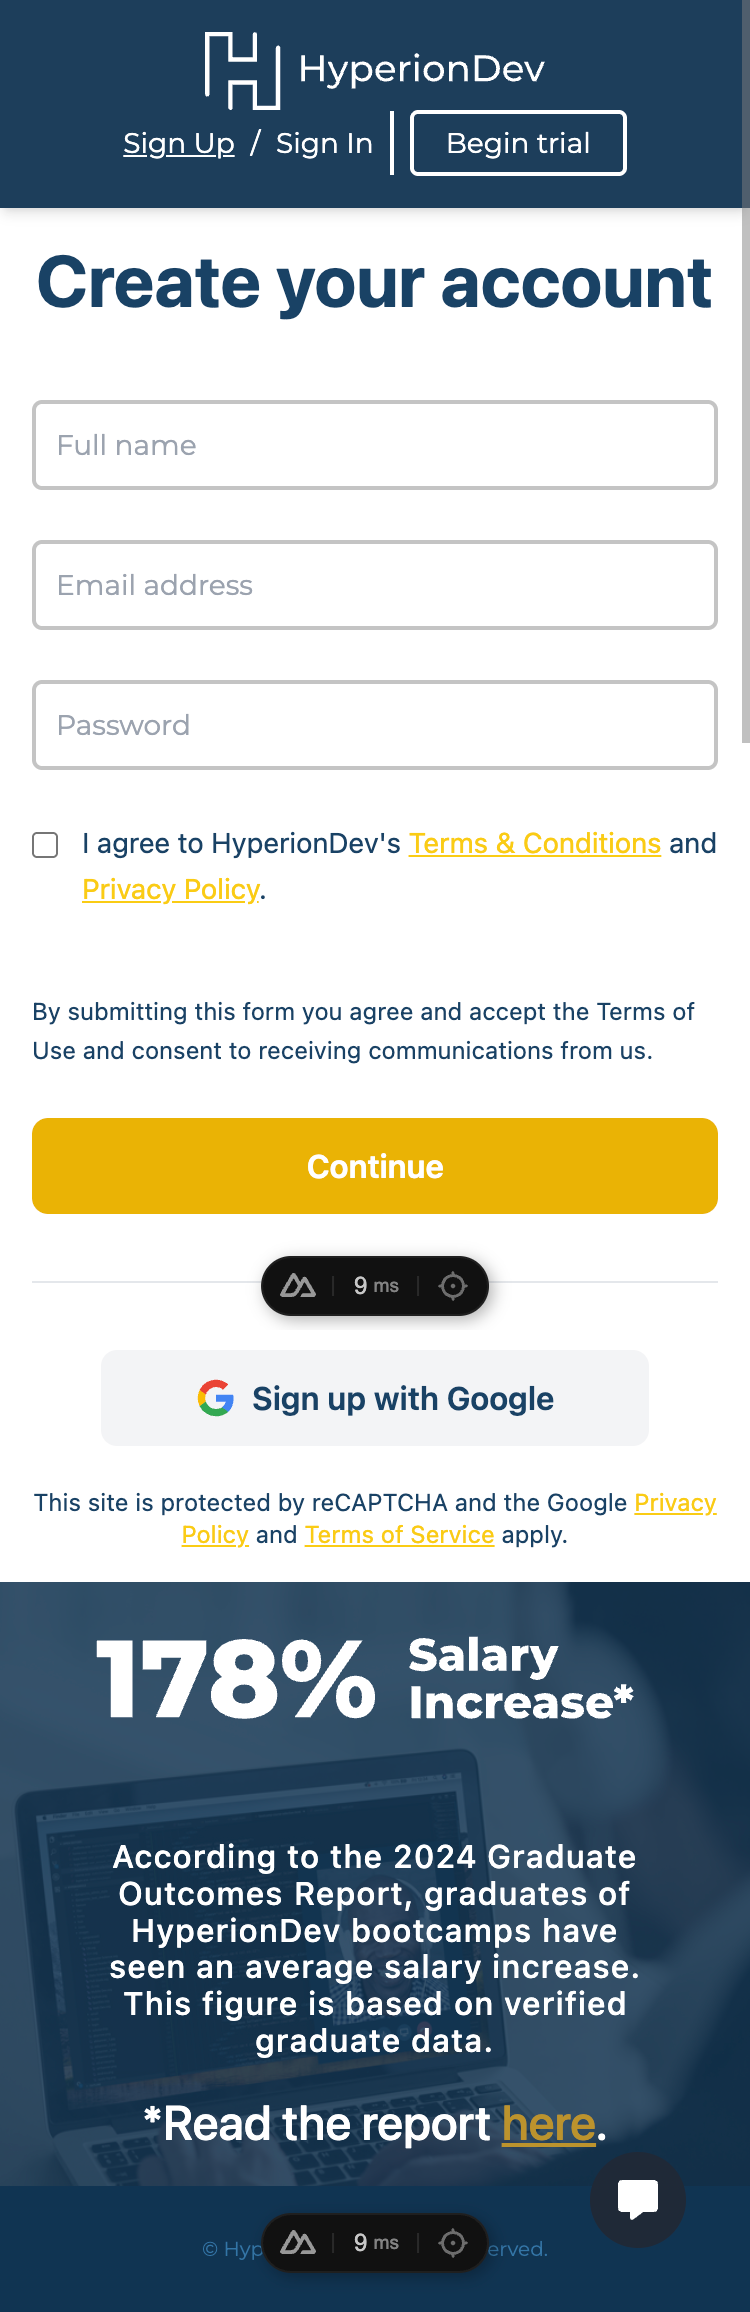 HyperionDev
Sign Up / Sign In
Begin trial
Create your account
Full name
Email address
Password
I agree to HyperionDev's Terms & Conditions and
Privacy Policy.
By submitting this form you agree and accept the Terms of
Use and consent to receiving communications from us.
Continue
9 ms
Sign up with Google
This site is protected by reCAPTCHA and the Google Privacy
Policy and Terms of Service apply.
178%
Salary
Increase*
According to the 2024 Graduate
Outcomes Report, graduates of
HyperionDev bootcamps have
seen an average salary increase.
This figure is based on verified
graduate data.
*Read the report here.
©
9 ms